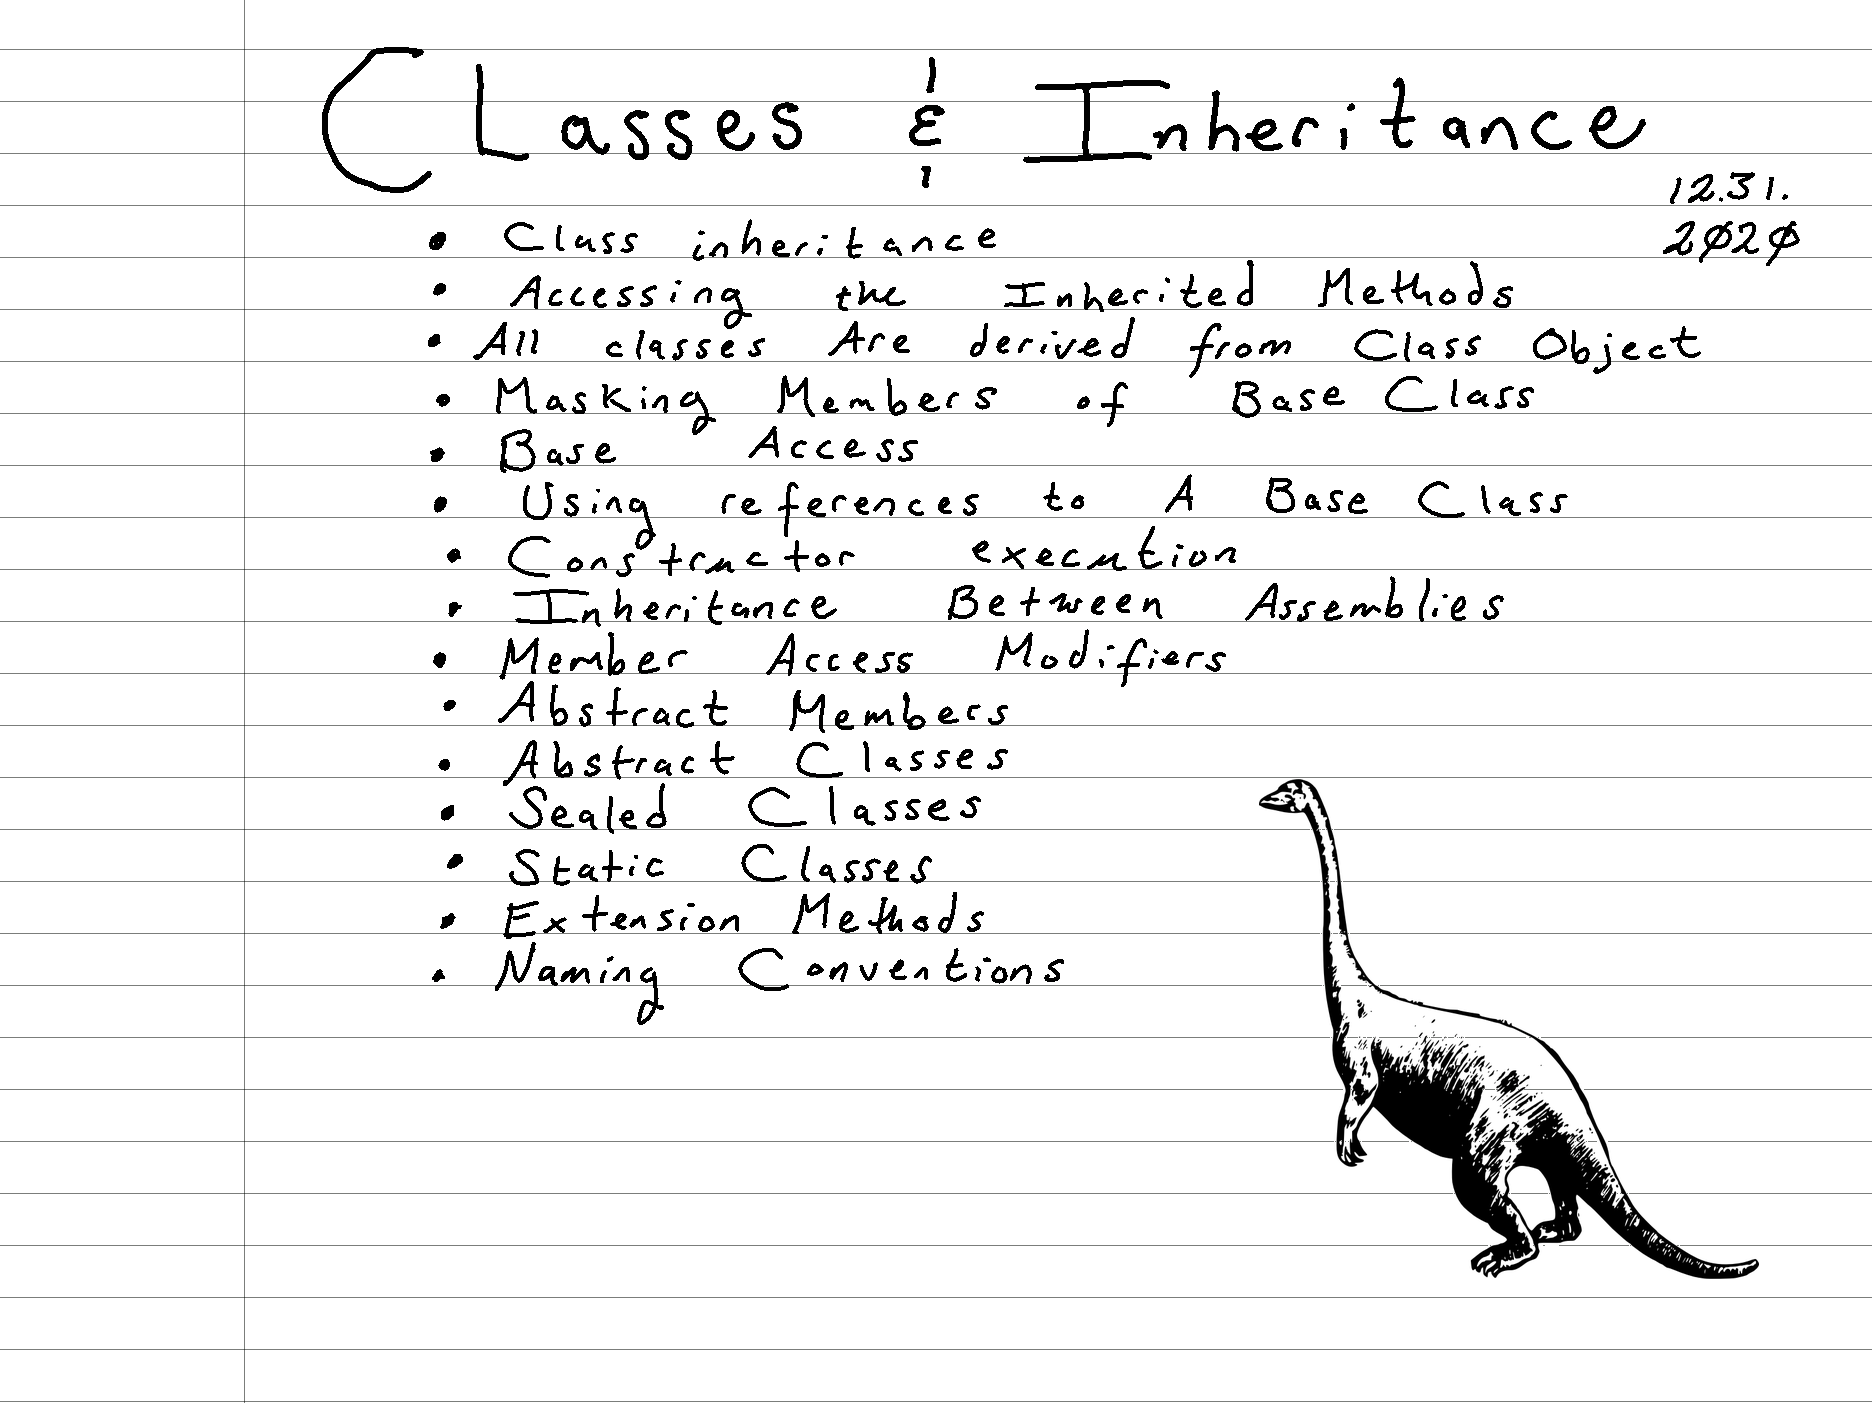 Classes & Inheritance
12.31.
2020
• Class inheritance
• Accessing the Inherited Methods
• All classes Are derived from Class Object
• Masking Members of Base Class
• Base Access
• Using references to A Base Class
• Constructor execution
• Inheritance Between Assemblies
• Member Access Modifiers
• Abstract Members
• Abstract Classes
• Sealed Classes
• Static Classes
• Extension Methods
• Naming Conventions